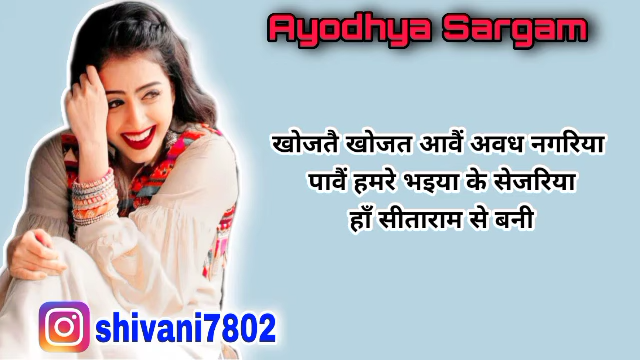 Ayodhya Sargam
खोजतै खोजत आवैं अवध नगरिया
पावैं हमरे भइया के सेजरिया
हाँ सीताराम से बनी
shivani7802